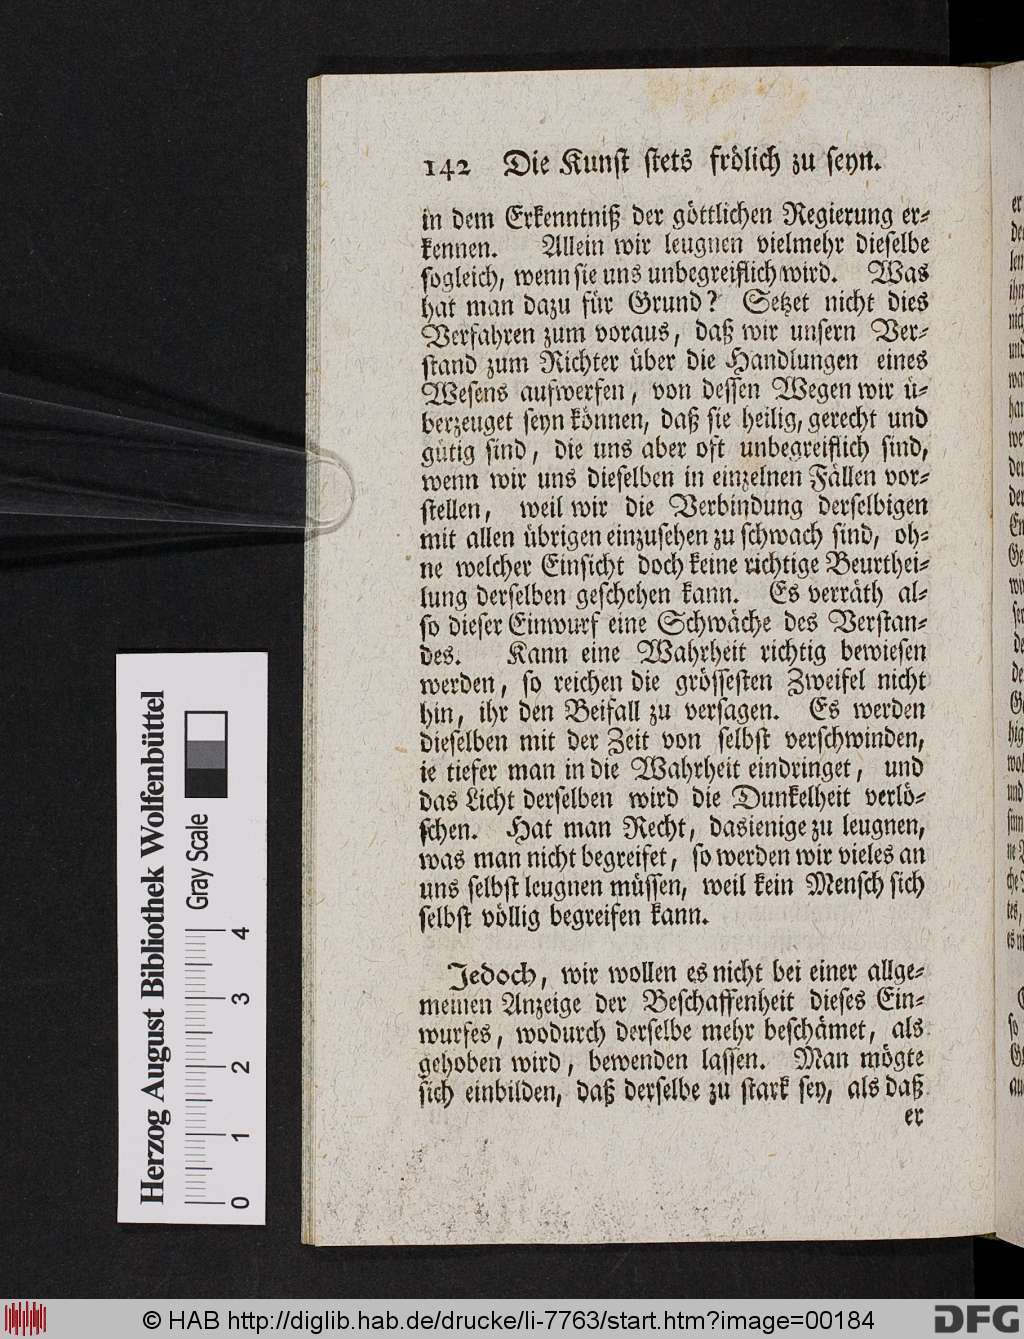 142 Die Kunst stets frölich zu seyn.
in dem Erkenntniß der göttlichen Regierung er-
kennen. Allein wir leugnen vielmehr dieselbe
sogleich, wenn sie uns unbegreiflich wird. Was
hat man dazu für Grund? Setzet nicht dies
Verfahren zum voraus, daß wir unsern Ver-
stand zum Richter über die Handlungen eines
Wesens aufwerfen, von dessen Wegen wir ü-
berzeuget seyn können, daß sie heilig, gerecht und
gütig sind, die uns aber oft unbegreiflich sind,
wenn wir uns dieselben in einzelnen Fällen vor-
stellen, weil wir die Verbindung derselbigen
mit allen übrigen einzusehen zu schwach sind, oh-
ne welcher Einsicht doch keine richtige Beurthei-
lung derselben geschehen kann. Es verräth al-
so dieser Einwurf eine Schwäche des Verstan-
des. Kann eine Wahrheit richtig bewiesen
werden, so reichen die grössesten Zweifel nicht
hin, ihr den Beifall zu versagen. Es werden
dieselben mit der Zeit von selbst verschwinden,
ie tiefer man in die Wahrheit eindringet, und
das Licht derselben wird die Dunkelheit verlö-
schen. Hat man Recht, dasienige zu leugnen,
was man nicht begreifet, so werden wir vieles an
uns selbst leugnen müssen, weil kein Mensch sich
selbst völlig begreifen kann.
Jedoch, wir wollen es nicht bei einer allge-
meinen Anzeige der Beschaffenheit dieses Ein-
wurfes, wodurch derselbe mehr beschämet, als
gehoben wird, bewenden lassen. Man mögte
sich einbilden, daß derselbe zu stark sey, als daß
er
Herzog August Bibliothek Wolfenbüttel
Gray Scale
0 1 2 3 4
© HAB http://diglib.hab.de/drucke/li-7763/start.htm?image=00184
DFG